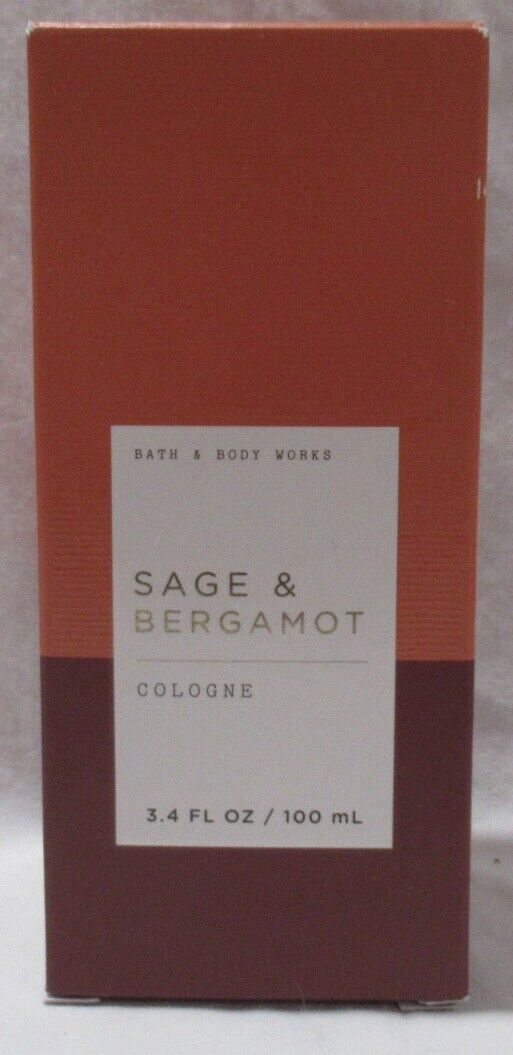 BATH & BODY WORKS
SAGE &
BERGAMOT
COLOGNE
3.4 FL OZ / 100 mL